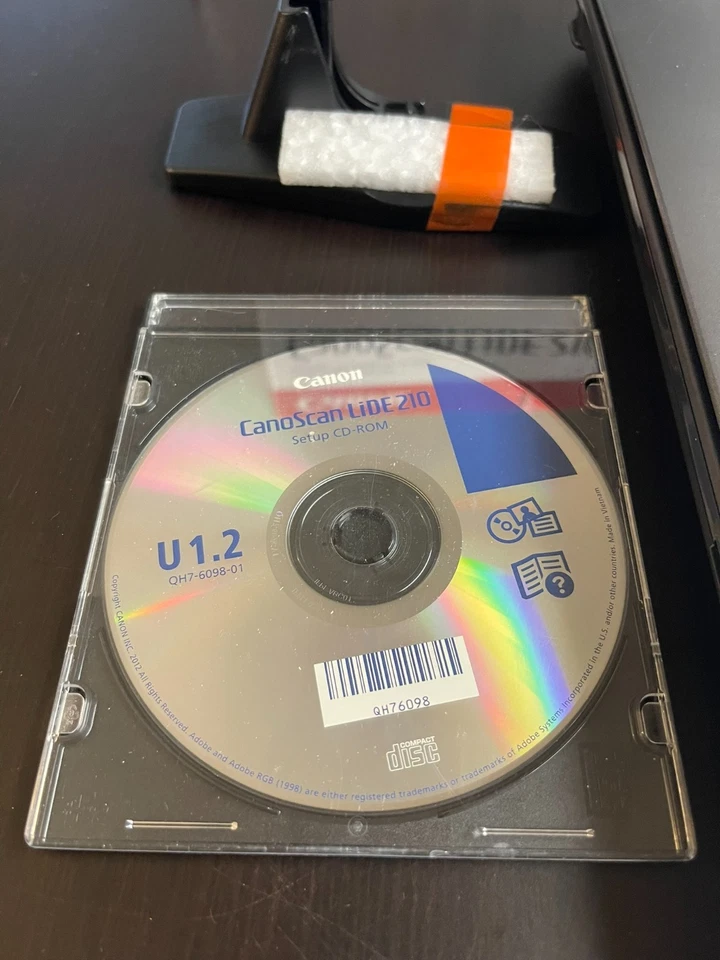 Canon
CanoScan LiDE 210
Setup CD-ROM
U 1.2
QH7-6098-01
QH76098
COMPACT
disc
Copyright CANON INC. 2012 All Rights Reserved. Adobe and Adobe RGB (1998) are either registered trademarks or trademarks of Adobe Systems Incorporated in the U.S. and/or other countries. Made in Vietnam